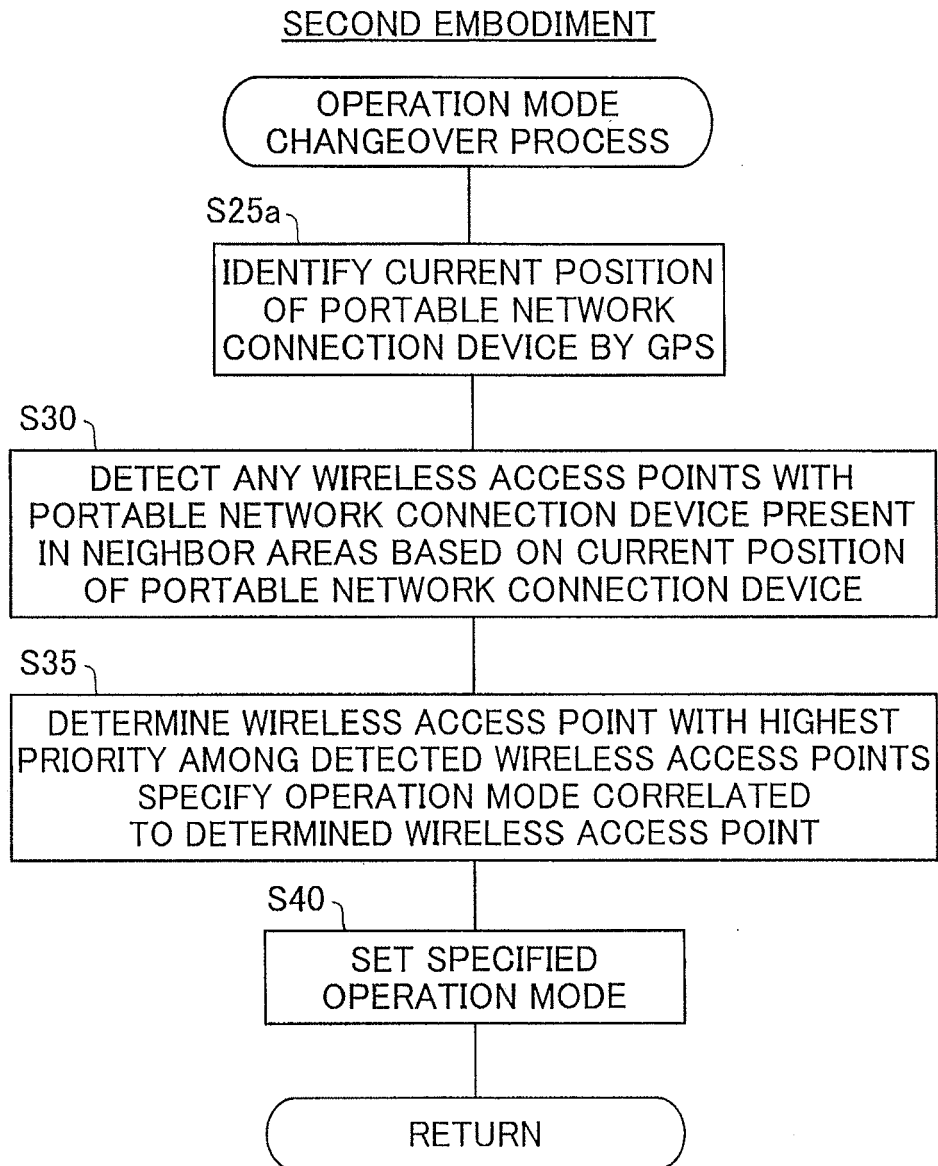 SECOND EMBODIMENT
OPERATION MODE
CHANGEOVER PROCESS
S25a
IDENTIFY CURRENT POSITION
OF PORTABLE NETWORK
CONNECTION DEVICE BY GPS
S30
DETECT ANY WIRELESS ACCESS POINTS WITH
PORTABLE NETWORK CONNECTION DEVICE PRESENT
IN NEIGHBOR AREAS BASED ON CURRENT POSITION
OF PORTABLE NETWORK CONNECTION DEVICE
S35
DETERMINE WIRELESS ACCESS POINT WITH HIGHEST
PRIORITY AMONG DETECTED WIRELESS ACCESS POINTS
SPECIFY OPERATION MODE CORRELATED
TO DETERMINED WIRELESS ACCESS POINT
S40
SET SPECIFIED
OPERATION MODE
RETURN